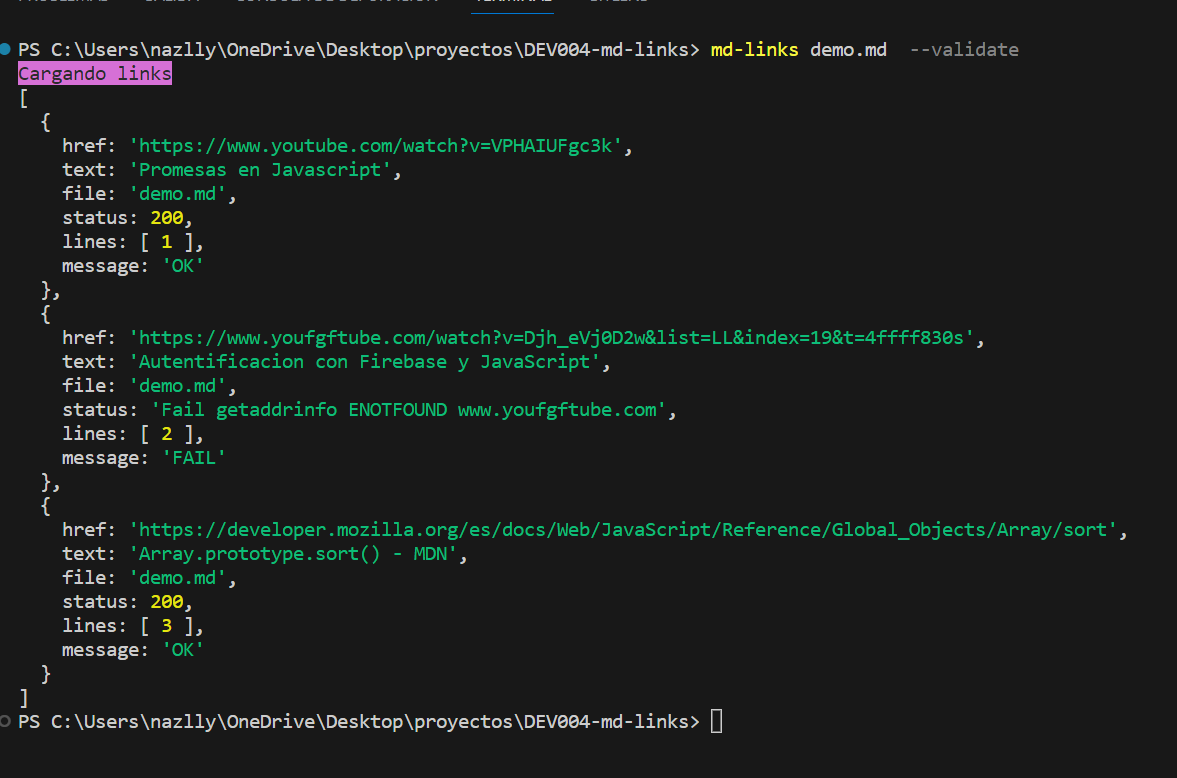 PS C:\Users\nazlly\OneDrive\Desktop\proyectos\DEV004-md-links> md-links demo.md  --validate
Cargando links
[
  {
    href: 'https://www.youtube.com/watch?v=VPHAIUFgc3k',
    text: 'Promesas en Javascript',
    file: 'demo.md',
    status: 200,
    lines: [ 1 ],
    message: 'OK'
  },
  {
    href: 'https://www.youfgftube.com/watch?v=Djh_eVj0D2w&list=LL&index=19&t=4ffff830s',
    text: 'Autentificacion con Firebase y JavaScript',
    file: 'demo.md',
    status: 'Fail getaddrinfo ENOTFOUND www.youfgftube.com',
    lines: [ 2 ],
    message: 'FAIL'
  },
  {
    href: 'https://developer.mozilla.org/es/docs/Web/JavaScript/Reference/Global_Objects/Array/sort',
    text: 'Array.prototype.sort() - MDN',
    file: 'demo.md',
    status: 200,
    lines: [ 3 ],
    message: 'OK'
  }
]
PS C:\Users\nazlly\OneDrive\Desktop\proyectos\DEV004-md-links>